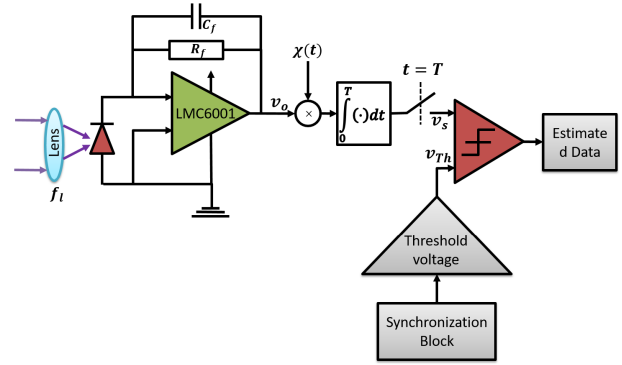 C_f
R_f
χ(t)
t = T
LMC6001
v_o
×
∫_0^T (·)dt
v_s
Lens
f_l
v_Th
Estimate
d Data
Threshold
voltage
Synchronization
Block